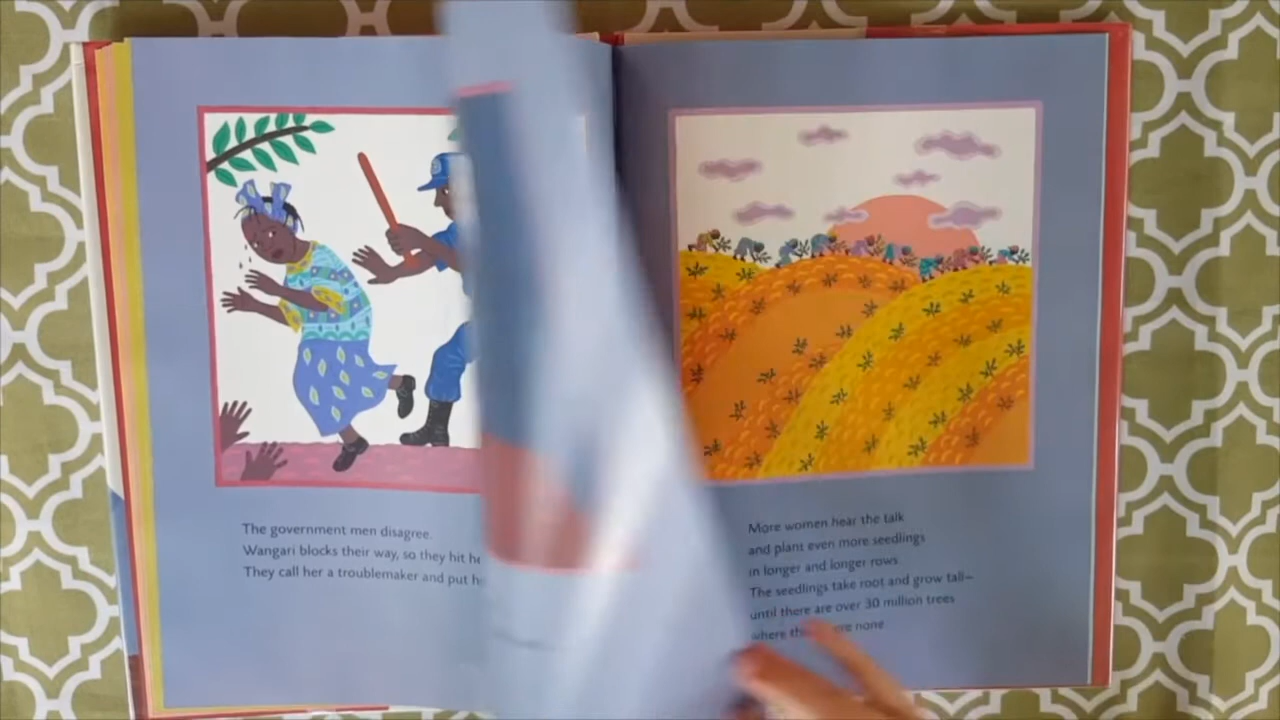 The government men disagree.
Wangari blocks their way, so they hit
They call her a troublemaker and put
More women hear the talk
and plant even more seedlings
in longer and longer rows.
The seedlings take root and grow tall—
until there are over 30 million trees
where none